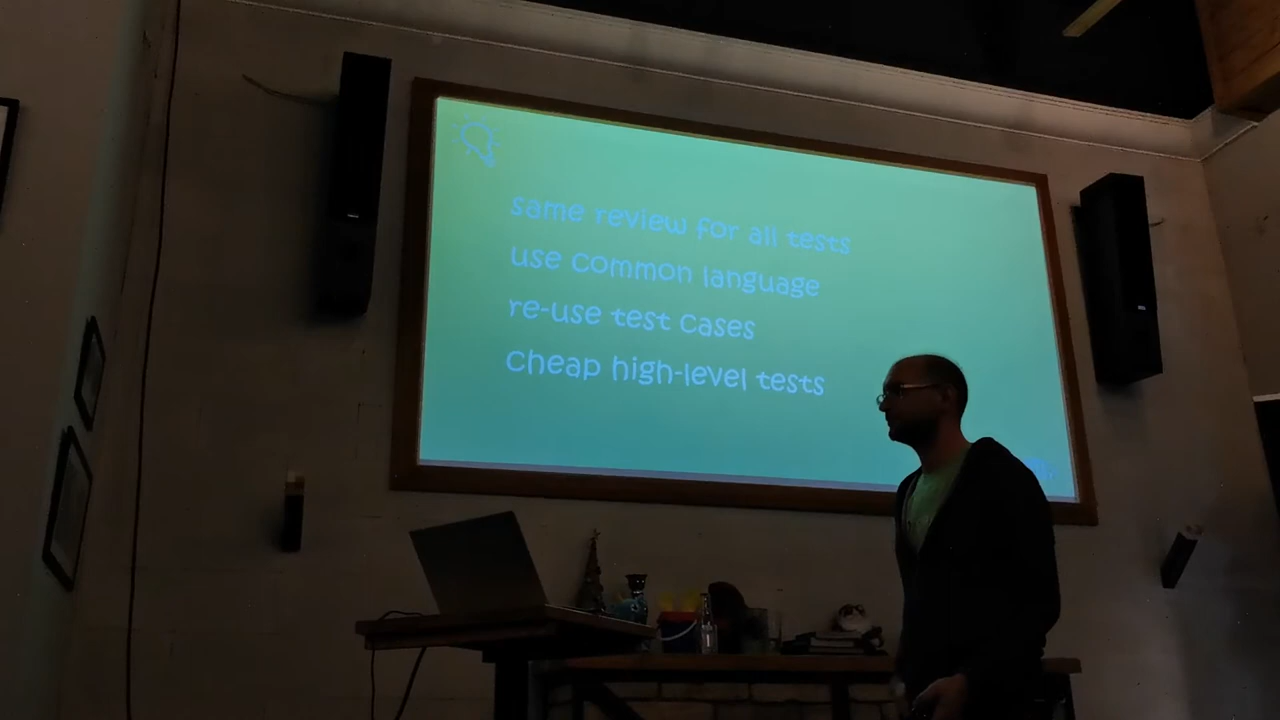 same review for all tests
use common language
re-use test cases
cheap high-level tests